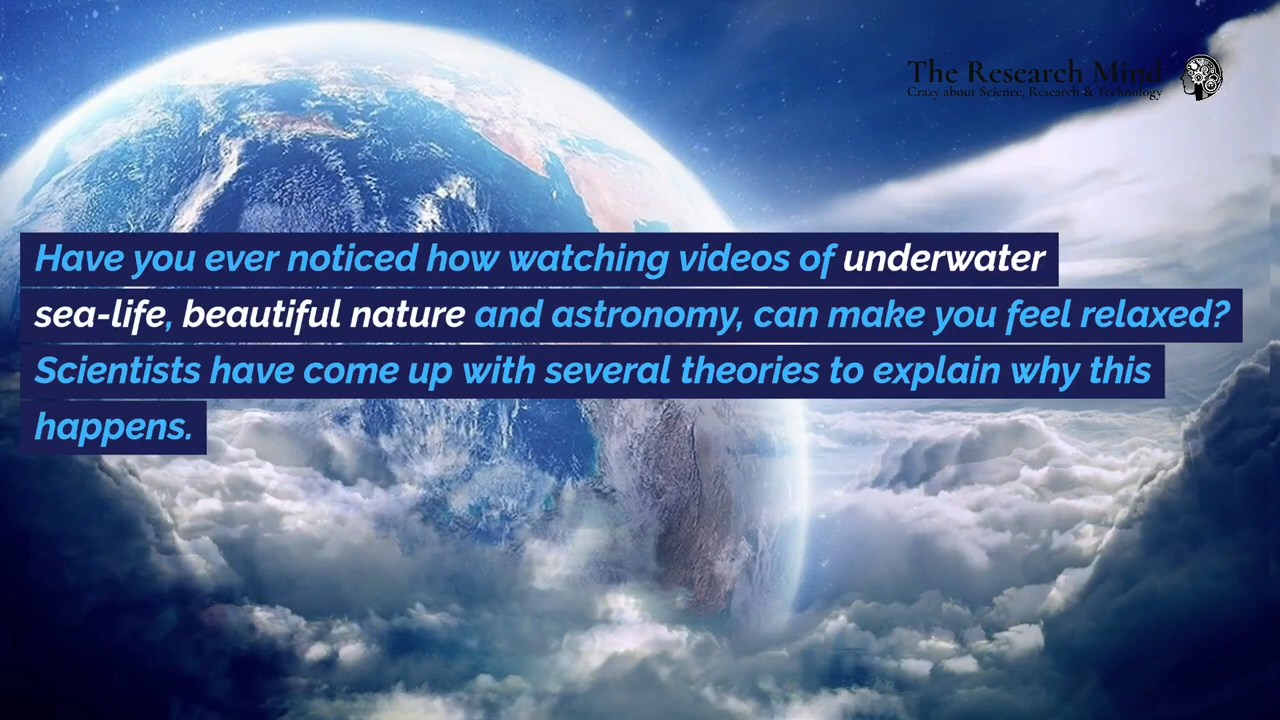 The Research Mind
Crazy about Science, Research & Technology
Have you ever noticed how watching videos of underwater
sea-life, beautiful nature and astronomy, can make you feel relaxed?
Scientists have come up with several theories to explain why this
happens.